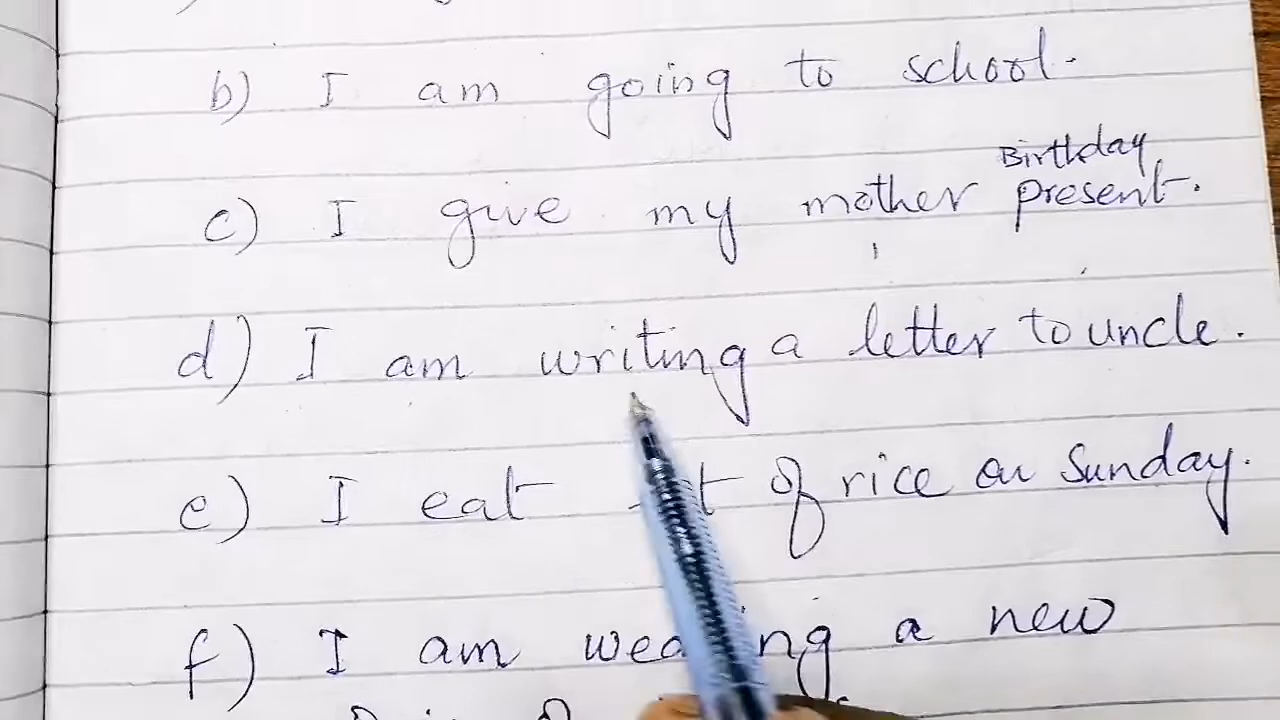 b) I am going to school.
Birthday
c) I give my mother present.
d) I am writing a letter to uncle.
e) I eat of rice on Sunday.
f) I am wearing a new